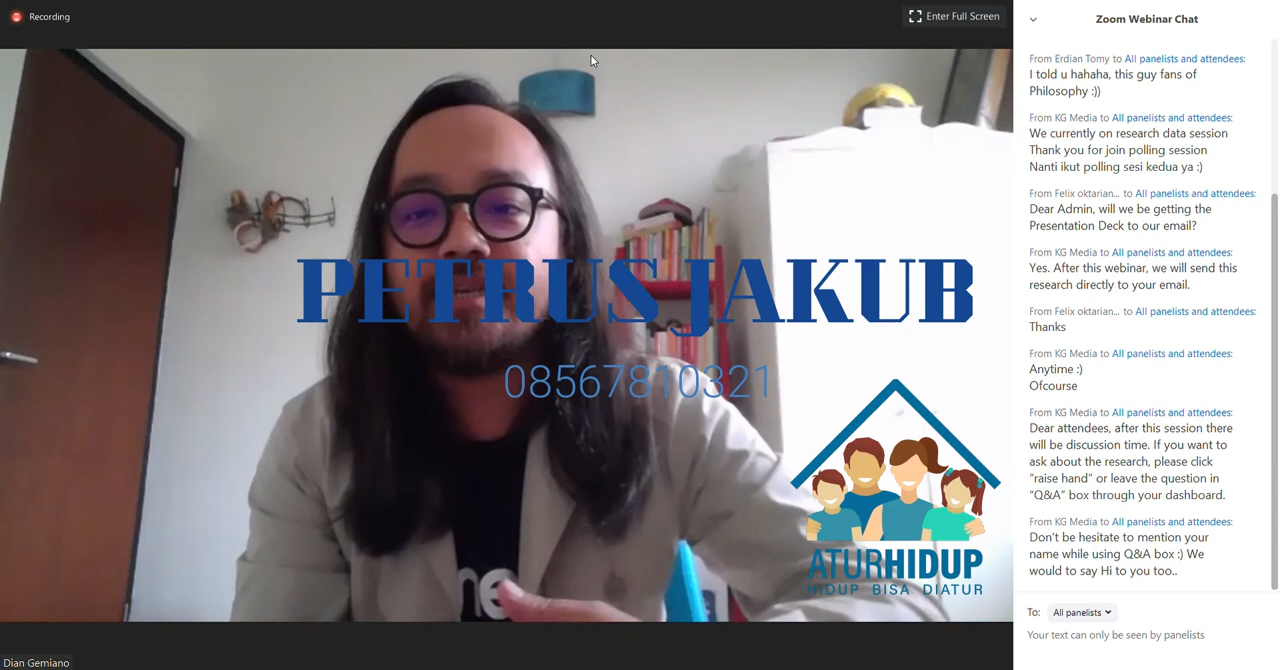 Recording
Enter Full Screen
PETRUS JAKUB
08567810321
ATURHIDUP
HIDUP BISA DIATUR
ne
Dian Gemiano
Zoom Webinar Chat
From Erdian Tomy to All panelists and attendees:
I told u hahaha, this guy fans of
Philosophy :))
From KG Media to All panelists and attendees:
We currently on research data session
Thank you for join polling session
Nanti ikut polling sesi kedua ya :)
From Felix oktarian... to All panelists and attendees:
Dear Admin, will we be getting the
Presentation Deck to our email?
From KG Media to All panelists and attendees:
Yes. After this webinar, we will send this
research directly to your email.
From Felix oktarian... to All panelists and attendees:
Thanks
From KG Media to All panelists and attendees:
Anytime :)
Ofcourse
From KG Media to All panelists and attendees:
Dear attendees, after this session there
will be discussion time. If you want to
ask about the research, please click
“raise hand” or leave the question in
“Q&A” box through your dashboard.
From KG Media to All panelists and attendees:
Don't be hesitate to mention your
name while using Q&A box :) We
would to say Hi to you too..
To: All panelists
Your text can only be seen by panelists